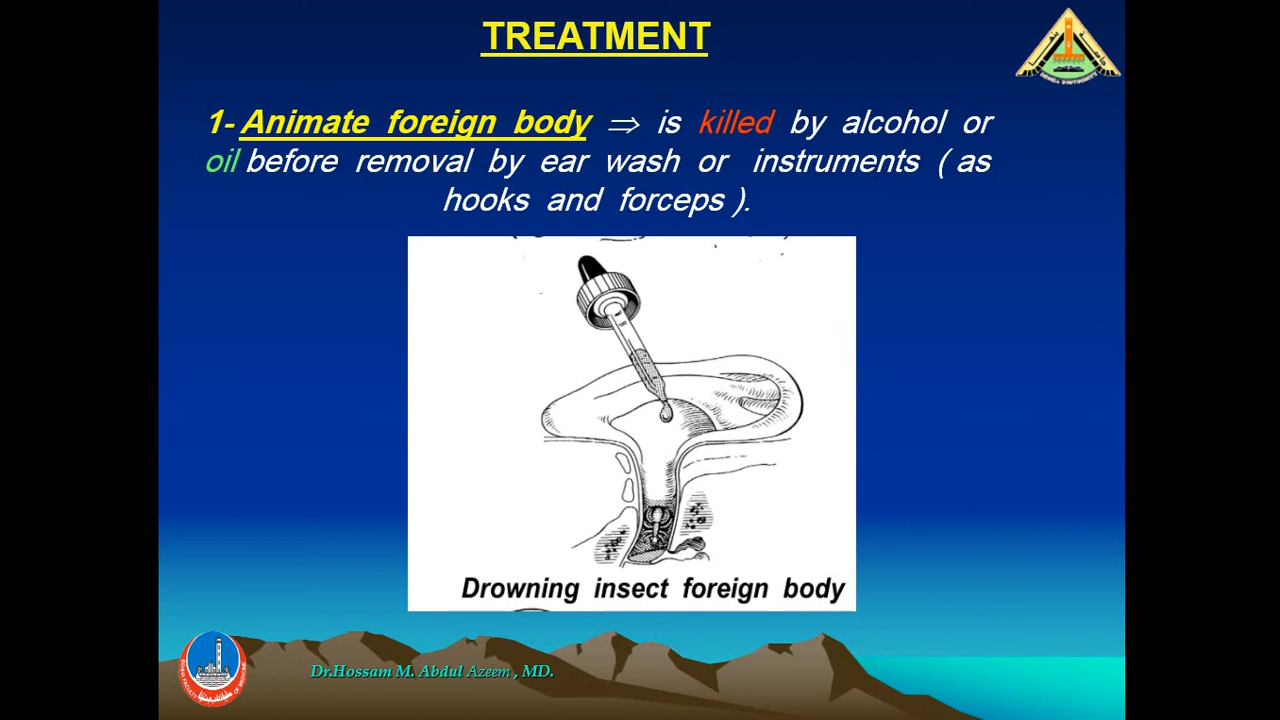 TREATMENT
1- Animate foreign body ⇒ is killed by alcohol or
oil before removal by ear wash or instruments ( as
hooks and forceps ).
Drowning insect foreign body
Dr.Hossam M. Abdul Azeem , MD.